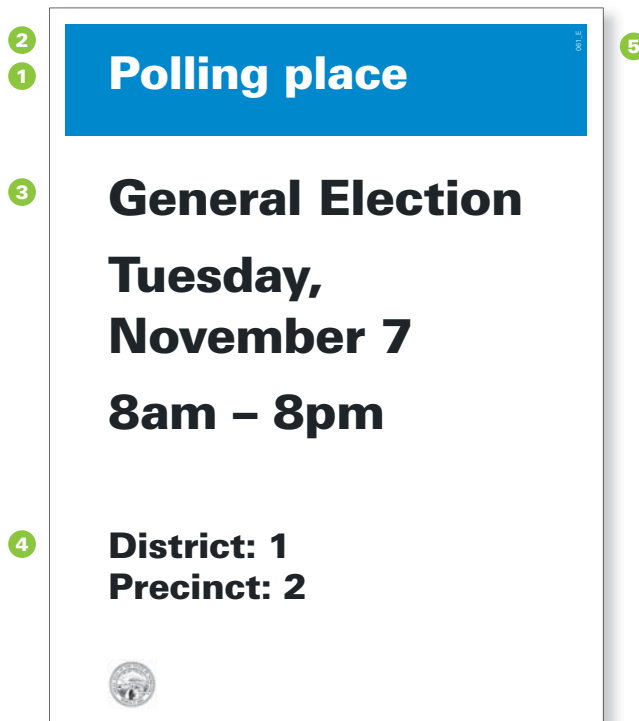 2
1
Polling place
061_E
5
3
General Election
Tuesday,
November 7
8am – 8pm
4
District: 1
Precinct: 2